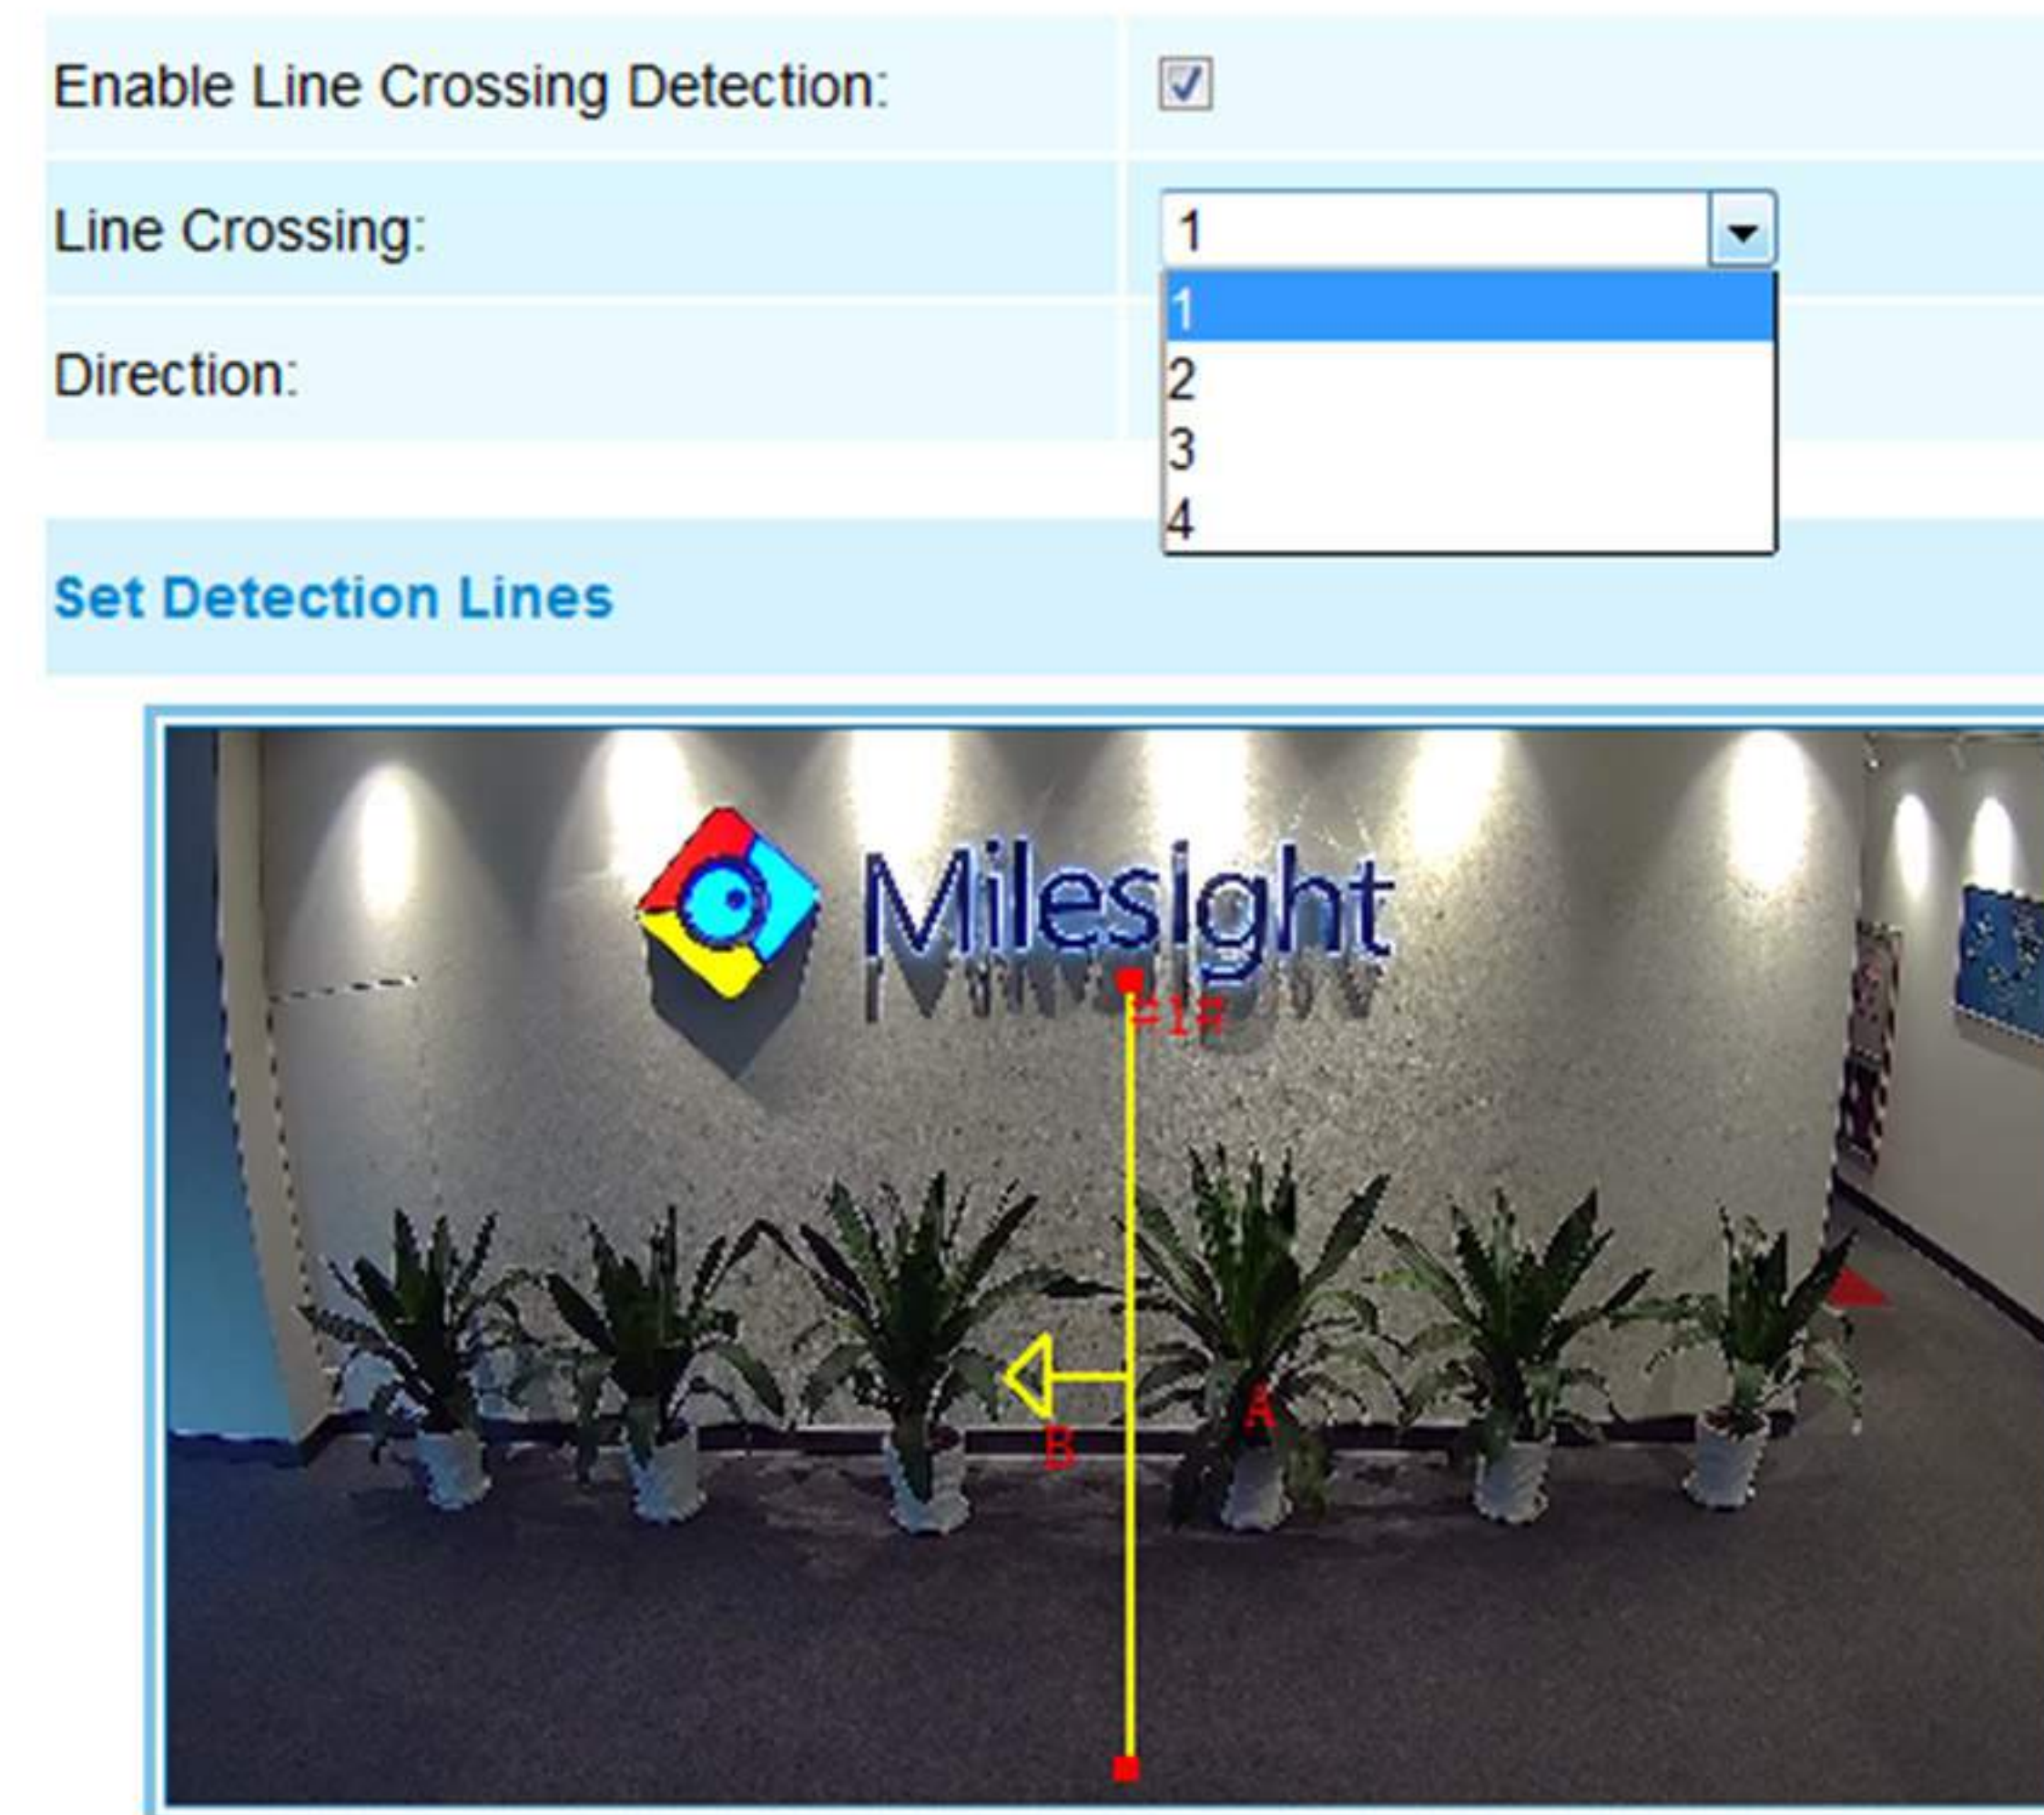 Enable Line Crossing Detection:
Line Crossing:
1
1
2
3
4
Direction:
Set Detection Lines
Milesight
#1#
A
B